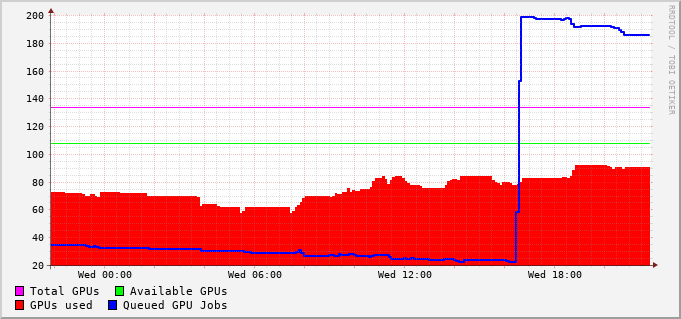 200
180
160
140
120
100
80
60
40
20
Wed 00:00 Wed 06:00 Wed 12:00 Wed 18:00
Total GPUs Available GPUs
GPUs used Queued GPU Jobs
RRDTOOL / TOBI OETIKER